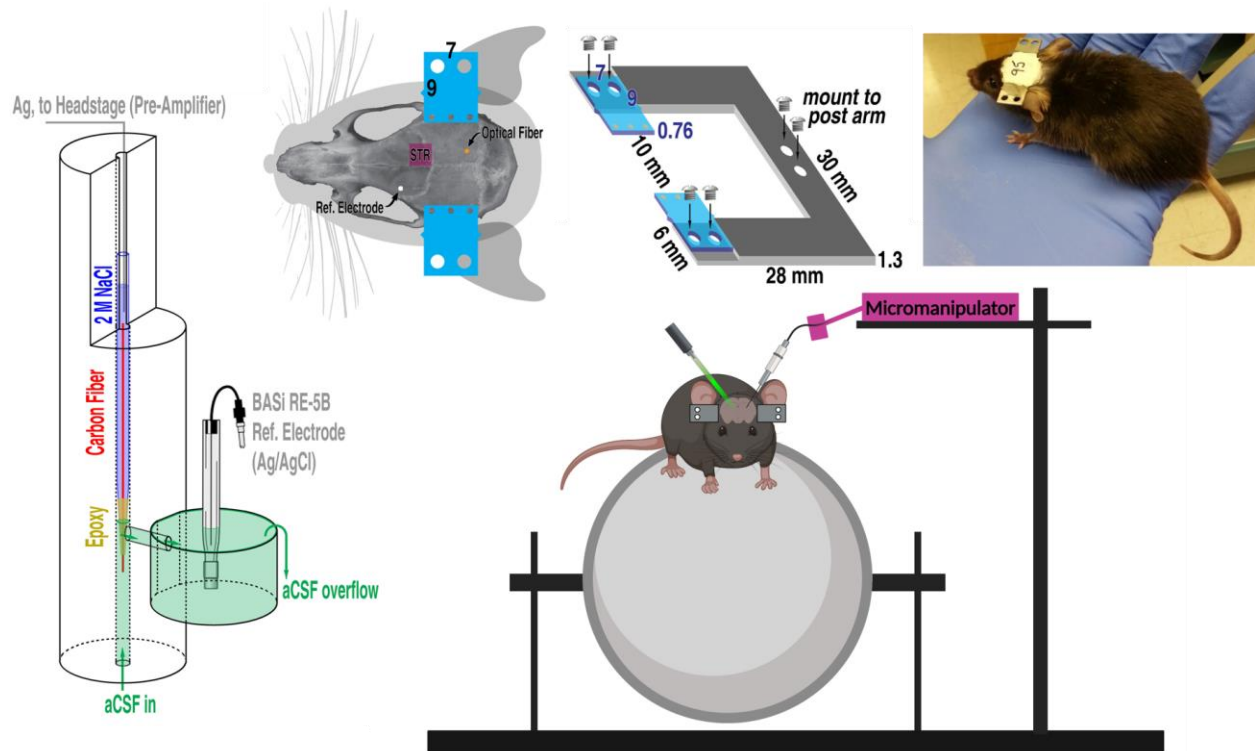 Ag, to Headstage (Pre-Amplifier)
2 M NaCl
Carbon Fiber
Epoxy
BASi RE-5B
Ref. Electrode
(Ag/AgCl)
aCSF overflow
aCSF in
7
9
STR
Optical Fiber
Ref. Electrode
7
9
0.76
10 mm
6 mm
28 mm
1.3
30 mm
mount to
post arm
95
Micromanipulator